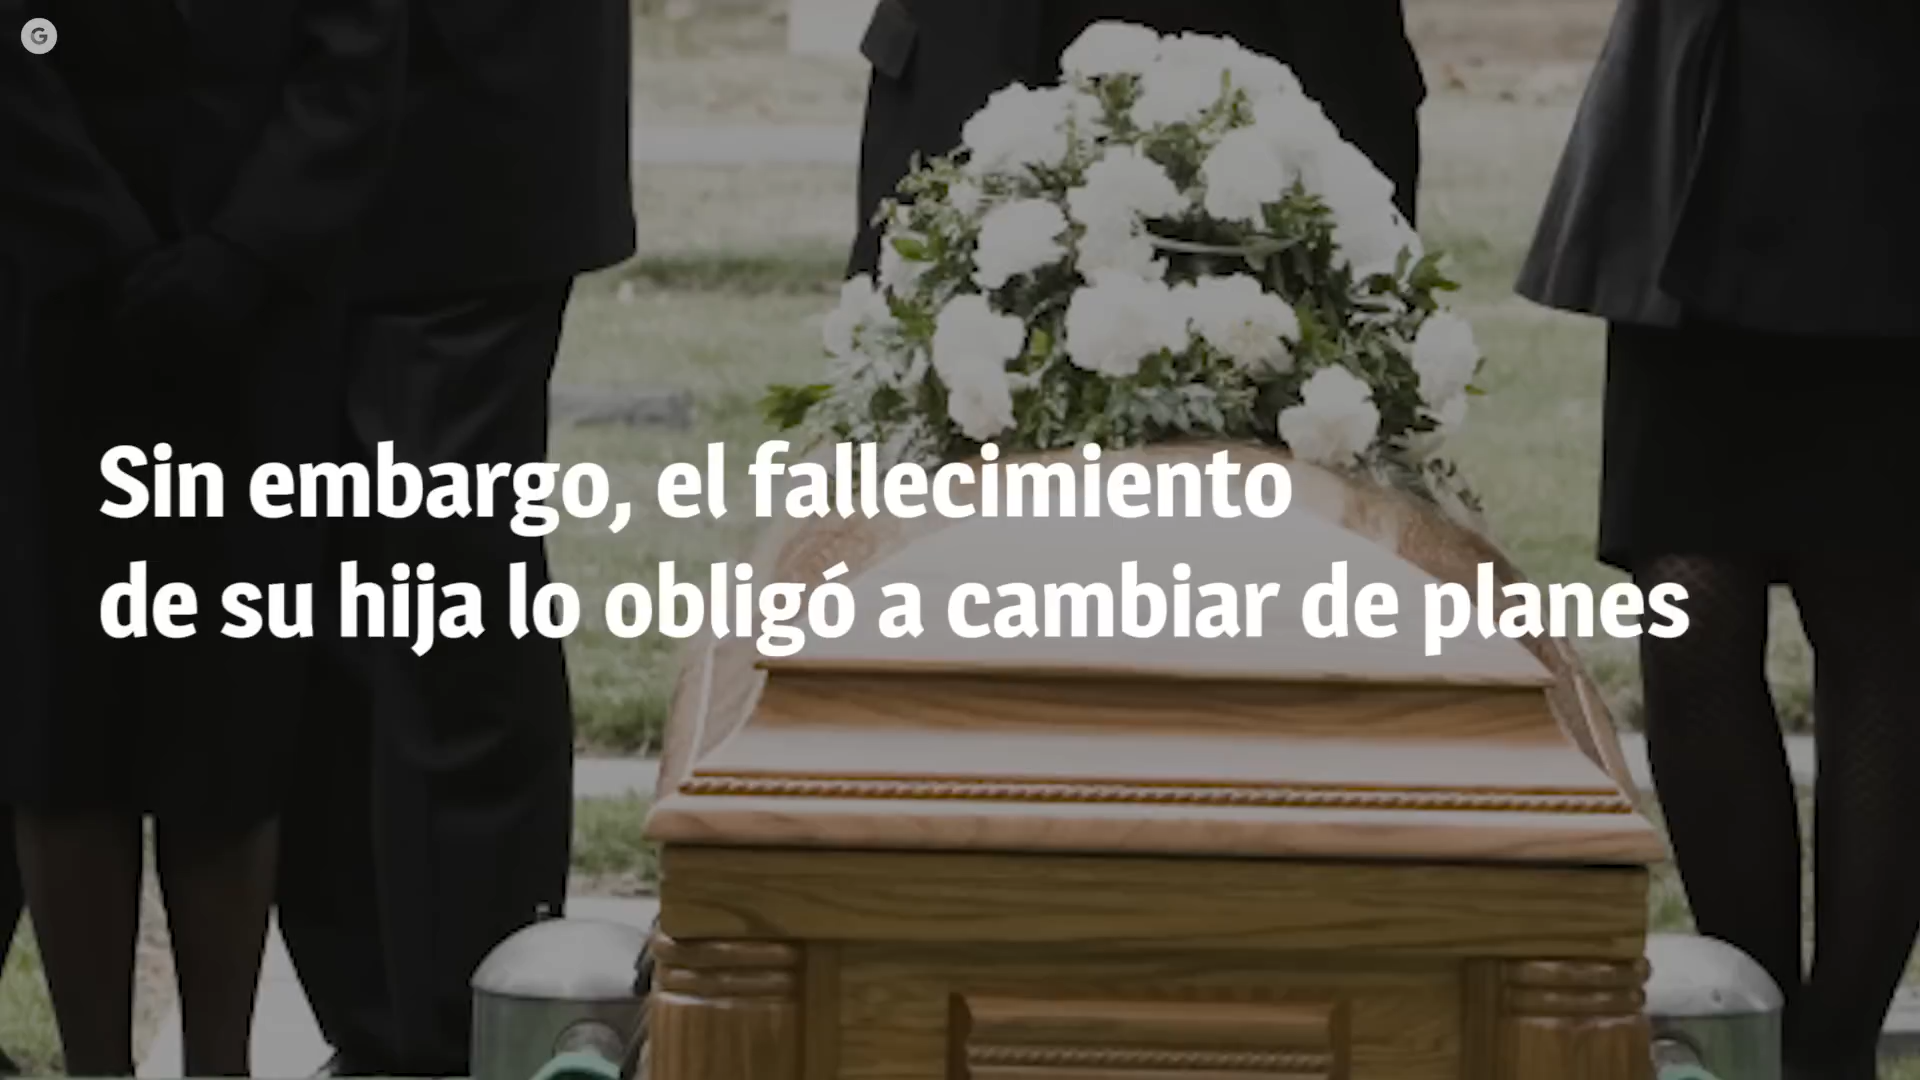 G
Sin embargo, el fallecimiento
de su hija lo obligó a cambiar de planes